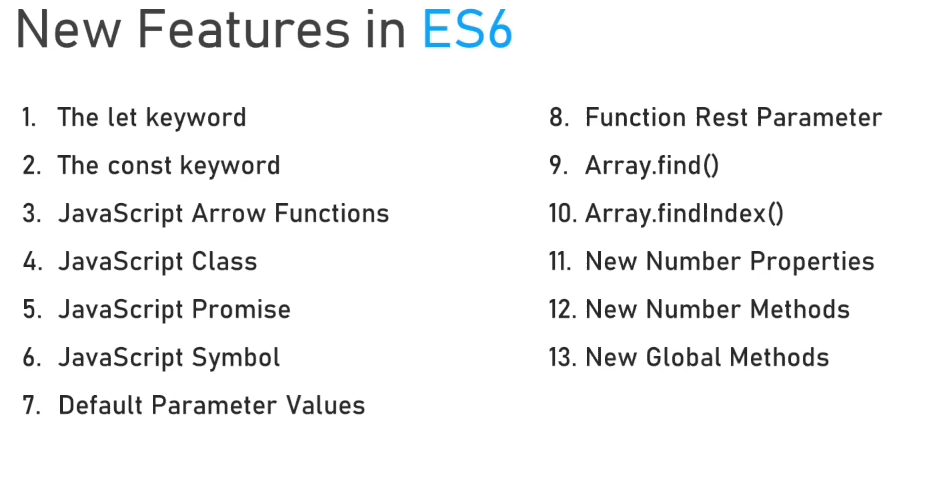 New Features in ES6
1. The let keyword
2. The const keyword
3. JavaScript Arrow Functions
4. JavaScript Class
5. JavaScript Promise
6. JavaScript Symbol
7. Default Parameter Values
8. Function Rest Parameter
9. Array.find()
10. Array.findIndex()
11. New Number Properties
12. New Number Methods
13. New Global Methods